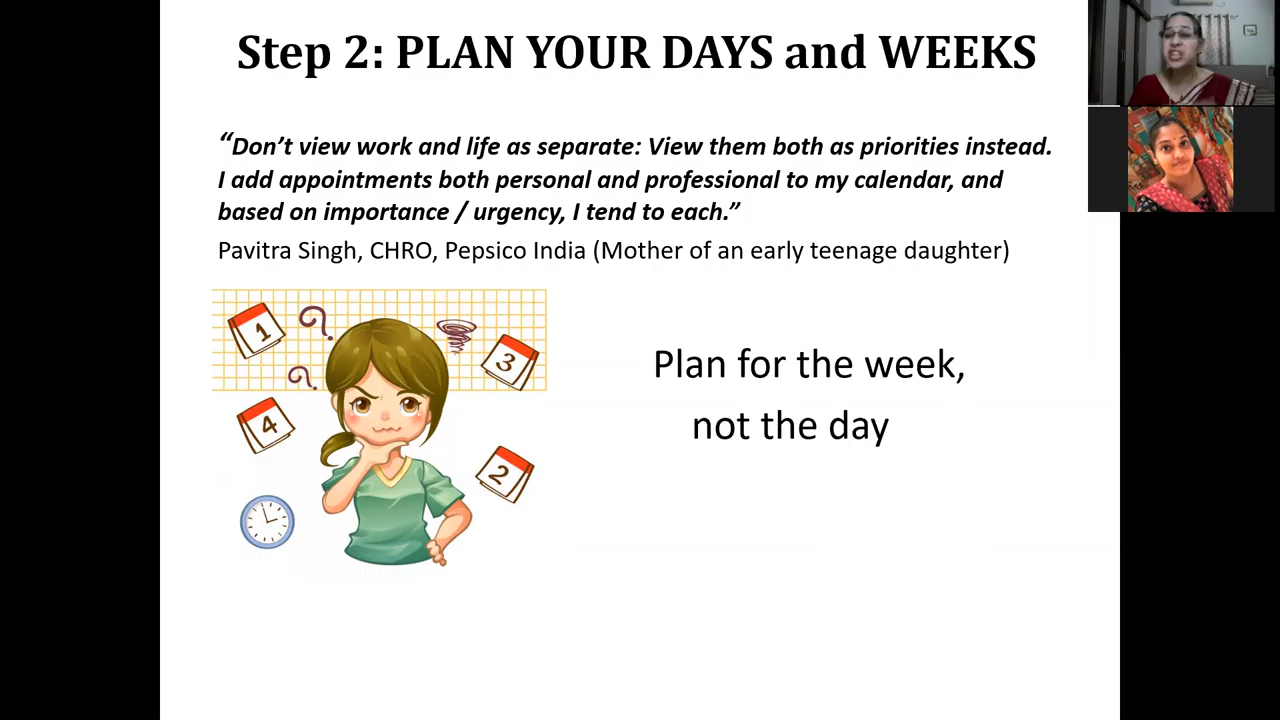 Step 2: PLAN YOUR DAYS and WEEKS
“Don’t view work and life as separate: View them both as priorities instead.
I add appointments both personal and professional to my calendar, and
based on importance / urgency, I tend to each.”
Pavitra Singh, CHRO, Pepsico India (Mother of an early teenage daughter)
1
?
3
?
4
2
Plan for the week,
not the day